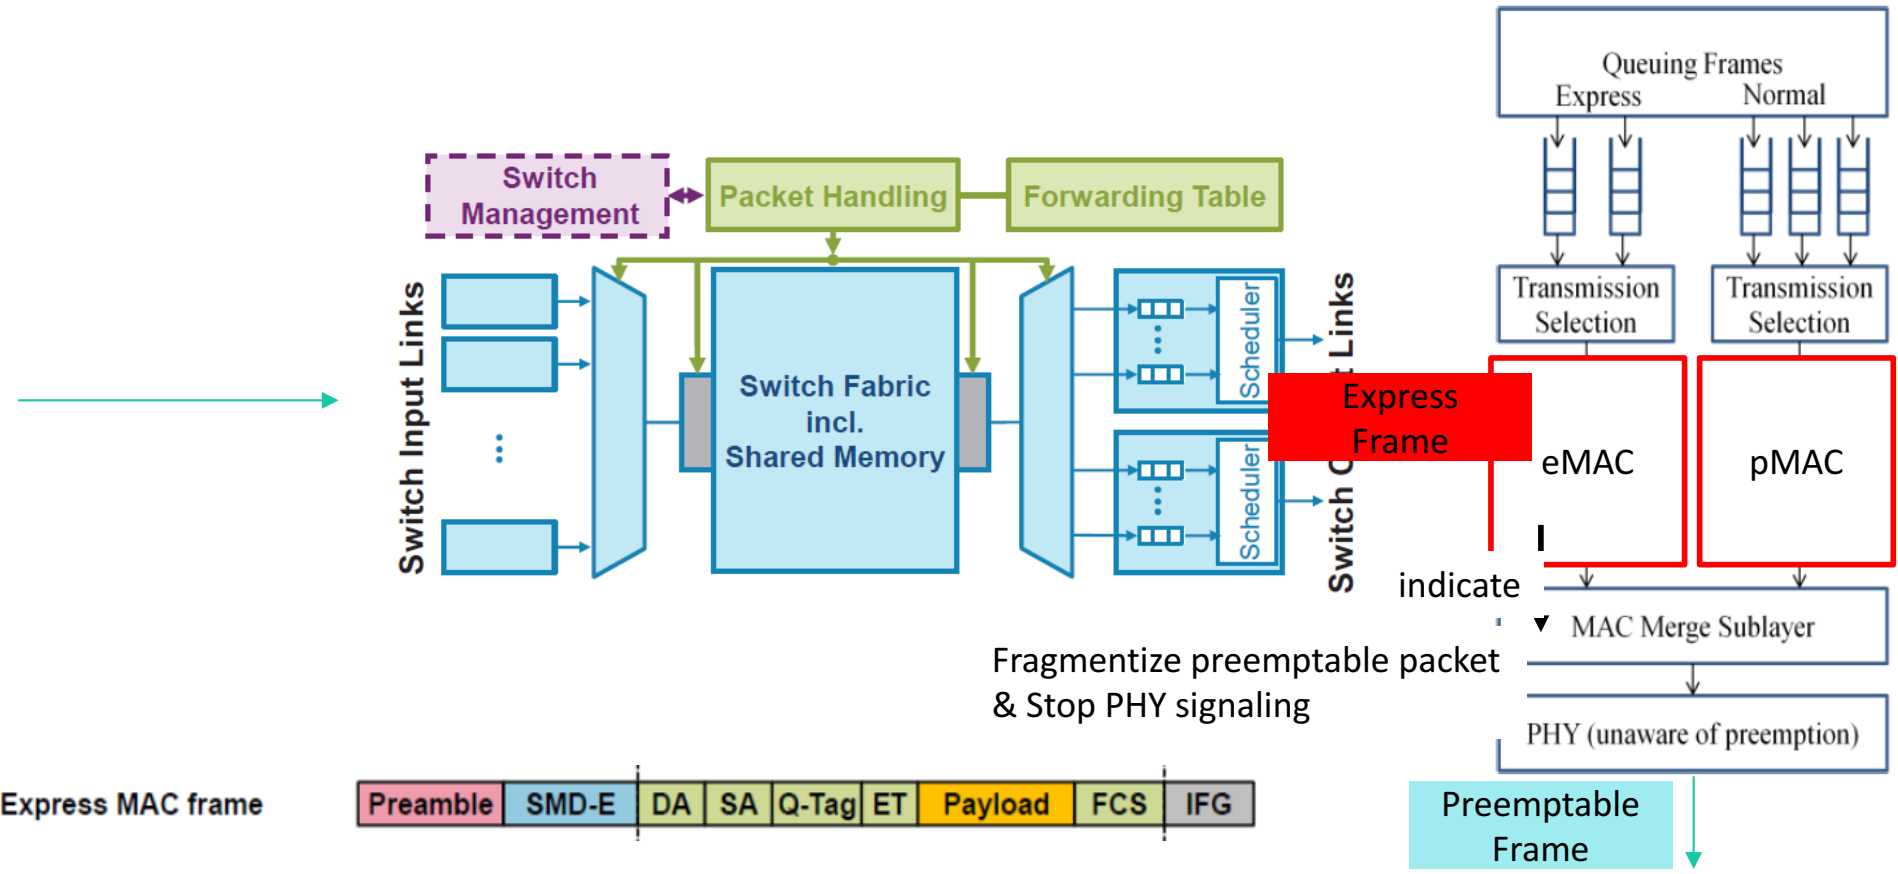 Queuing Frames
Express
Normal
Switch
Management
Packet Handling
Forwarding Table
Transmission
Selection
Transmission
Selection
Switch Input Links
Switch Fabric
incl.
Shared Memory
Scheduler
Scheduler
Links
Switch
Express
Frame
eMAC
pMAC
indicate
MAC Merge Sublayer
Fragmentize preemptable packet
& Stop PHY signaling
PHY (unaware of preemption)
Express MAC frame
Preamble
SMD-E
DA
SA
Q-Tag
ET
Payload
FCS
IFG
Preemptable
Frame